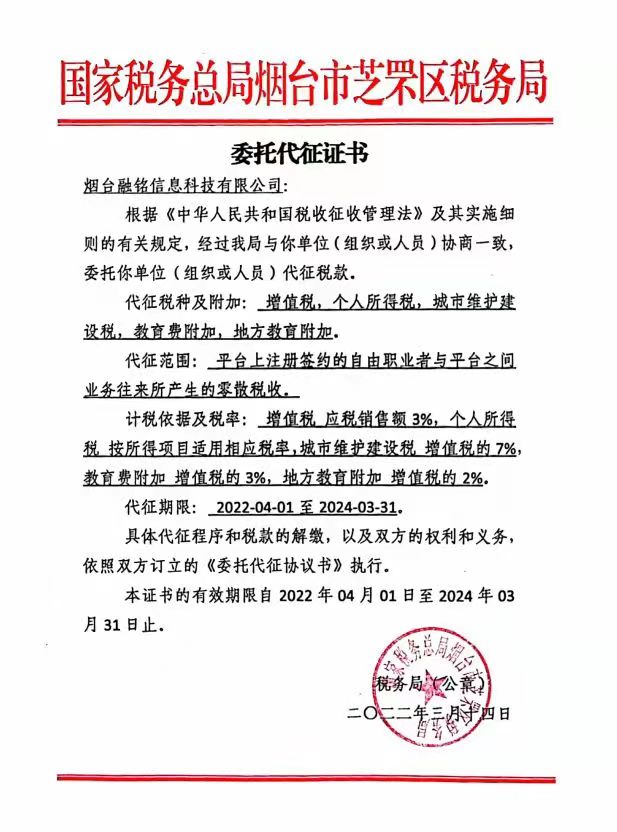 国家税务总局烟台市芝罘区税务局
委托代征证书
烟台融铭信息科技有限公司：
根据《中华人民共和国税收征收管理法》及其实施细
则的有关规定，经过我局与你单位（组织或人员）协商一致，
委托你单位（组织或人员）代征税款。
代征税种及附加： 增值税，个人所得税，城市维护建
设税，教育费附加，地方教育附加。
代征范围： 平台上注册签约的自由职业者与平台之间
业务往来所产生的零散税收。
计税依据及税率： 增值税 应税销售额 3%，个人所得
税 按所得项目适用相应税率，城市维护建设税 增值税的 7%，
教育费附加 增值税的 3%，地方教育附加 增值税的 2%。
代征期限： 2022-04-01 至 2024-03-31。
具体代征程序和税款的解缴，以及双方的权利和义务，
依照双方订立的《委托代征协议书》执行。
本证书的有效期限自 2022 年 04 月 01 日至 2024 年 03
月 31 日止。
国家税务总局烟台市芝罘区税务局
税务局（公章）
二〇二二年三月十四日